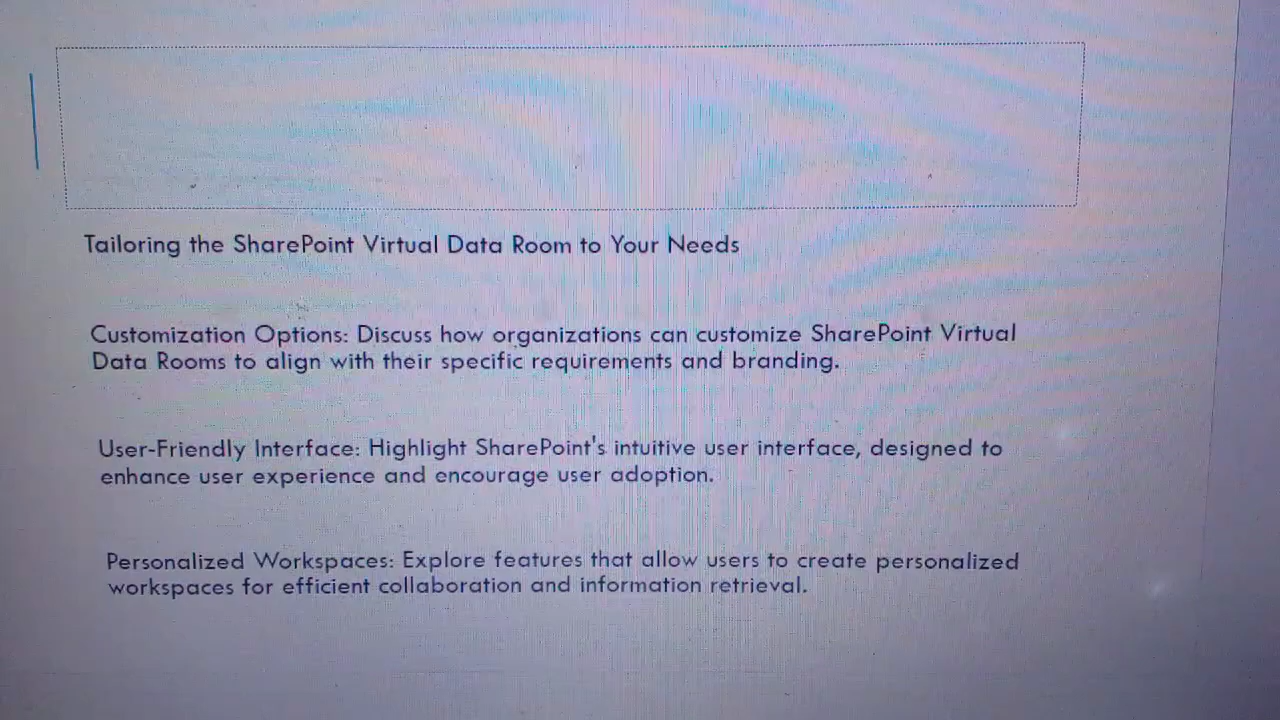 Tailoring the SharePoint Virtual Data Room to Your Needs
Customization Options: Discuss how organizations can customize SharePoint Virtual
Data Rooms to align with their specific requirements and branding.
User-Friendly Interface: Highlight SharePoint's intuitive user interface, designed to
enhance user experience and encourage user adoption.
Personalized Workspaces: Explore features that allow users to create personalized
workspaces for efficient collaboration and information retrieval.